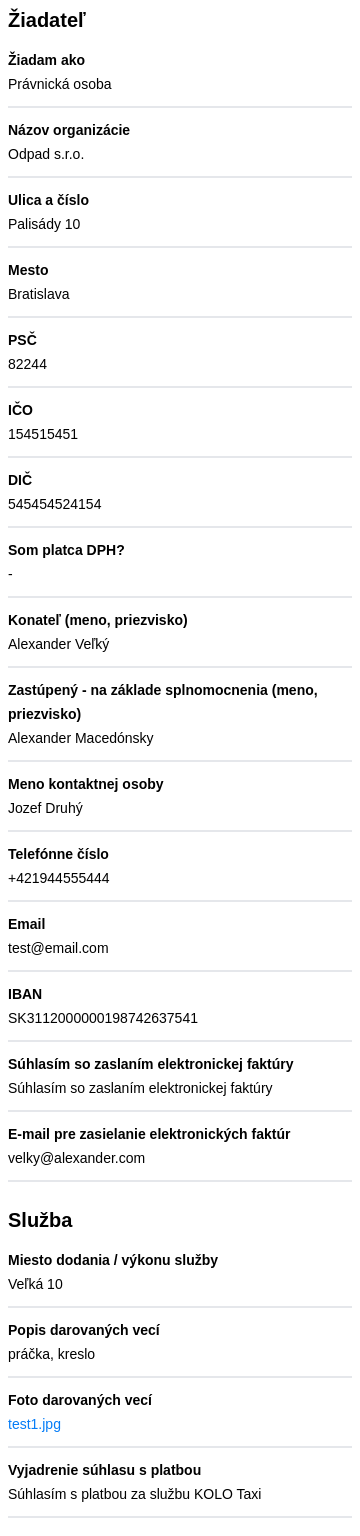 Žiadateľ
Žiadam ako
Právnická osoba
Názov organizácie
Odpad s.r.o.
Ulica a číslo
Palisády 10
Mesto
Bratislava
PSČ
82244
IČO
154515451
DIČ
545454524154
Som platca DPH?
-
Konateľ (meno, priezvisko)
Alexander Veľký
Zastúpený - na základe splnomocnenia (meno,
priezvisko)
Alexander Macedónsky
Meno kontaktnej osoby
Jozef Druhý
Telefónne číslo
+421944555444
Email
test@email.com
IBAN
SK3112000000198742637541
Súhlasím so zaslaním elektronickej faktúry
Súhlasím so zaslaním elektronickej faktúry
E-mail pre zasielanie elektronických faktúr
velky@alexander.com
Služba
Miesto dodania / výkonu služby
Veľká 10
Popis darovaných vecí
práčka, kreslo
Foto darovaných vecí
test1.jpg
Vyjadrenie súhlasu s platbou
Súhlasím s platbou za službu KOLO Taxi